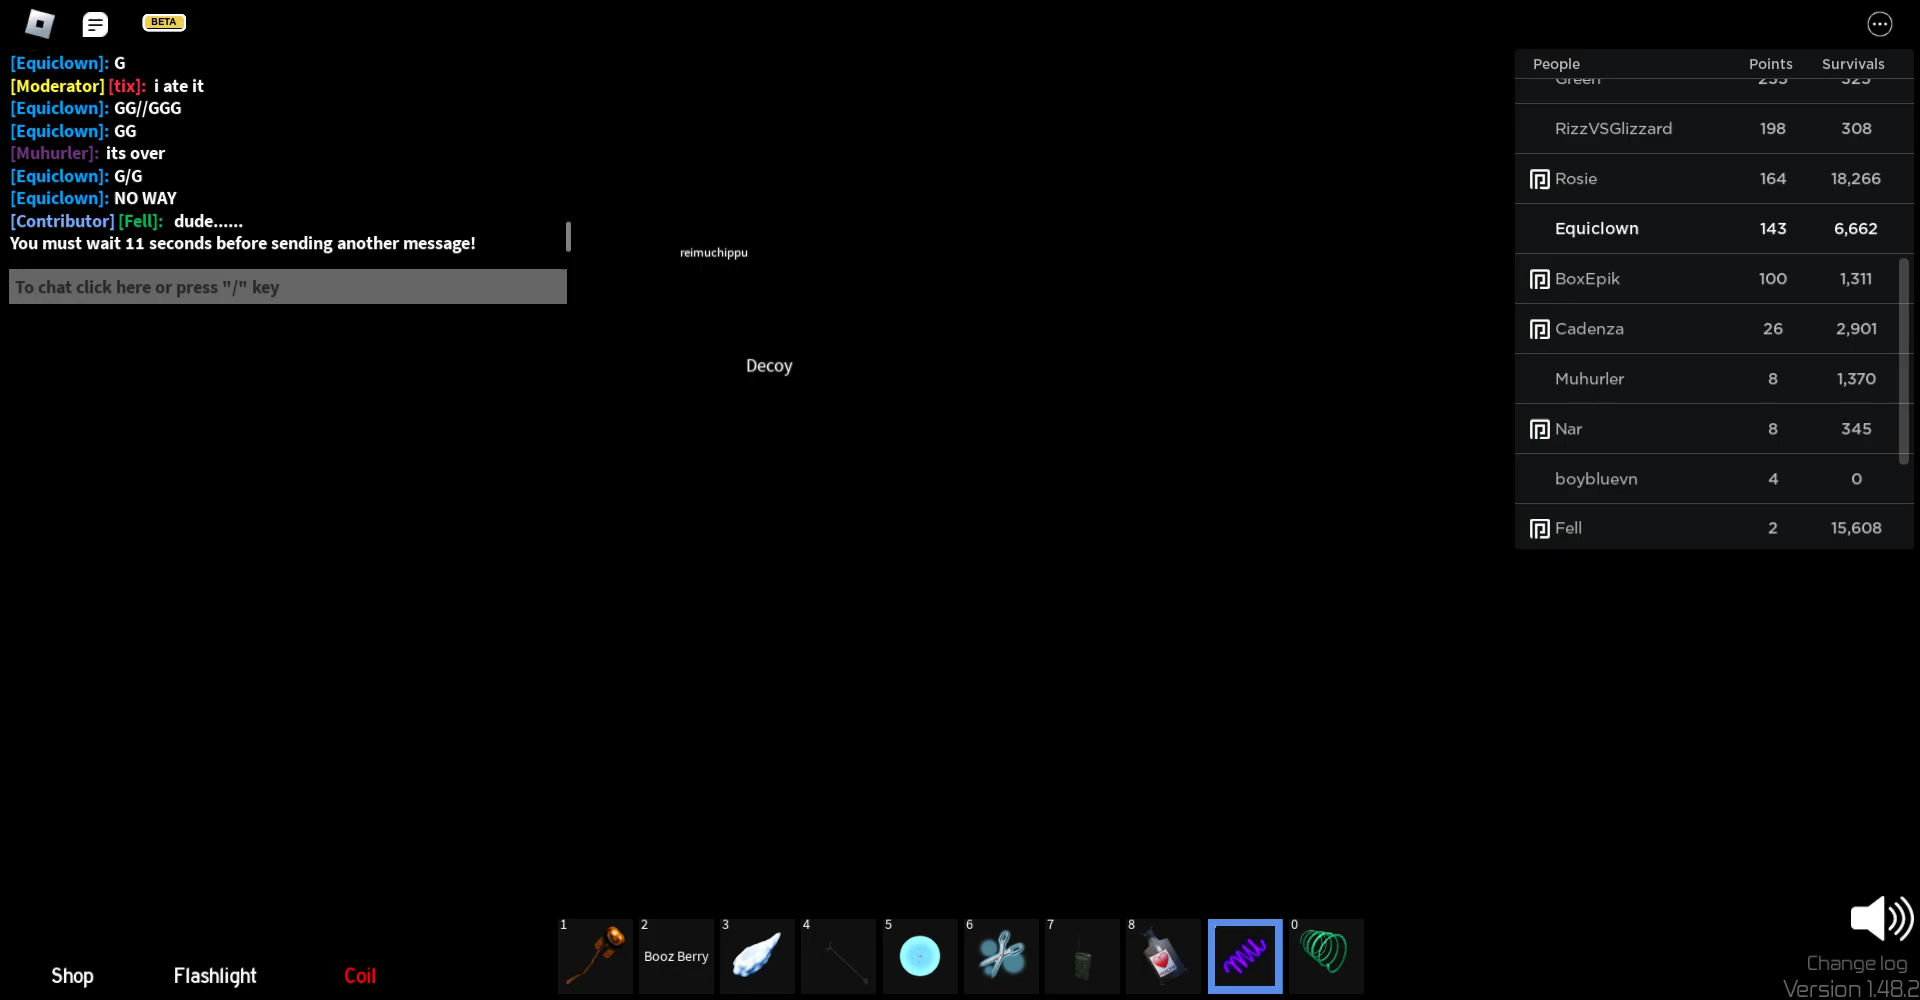 BETA
[Equiclown]: G
[Moderator] [tix]: i ate it
[Equiclown]: GG//GGG
[Equiclown]: GG
[Muhurler]: its over
[Equiclown]: G/G
[Equiclown]: NO WAY
[Contributor] [Fell]: dude......
You must wait 11 seconds before sending another message!
To chat click here or press "/" key
reimuchippu
Decoy
People Points Survivals
Green 235 325
RizzVSGlizzard 198 308
Rosie 164 18,266
Equiclown 143 6,662
BoxEpik 100 1,311
Cadenza 26 2,901
Muhurler 8 1,370
Nar 8 345
boybluevn 4 0
Fell 2 15,608
1 2 3 4 5 6 7 8 0
Booz Berry
Shop Flashlight Coil
Change log
Version 1.48.2